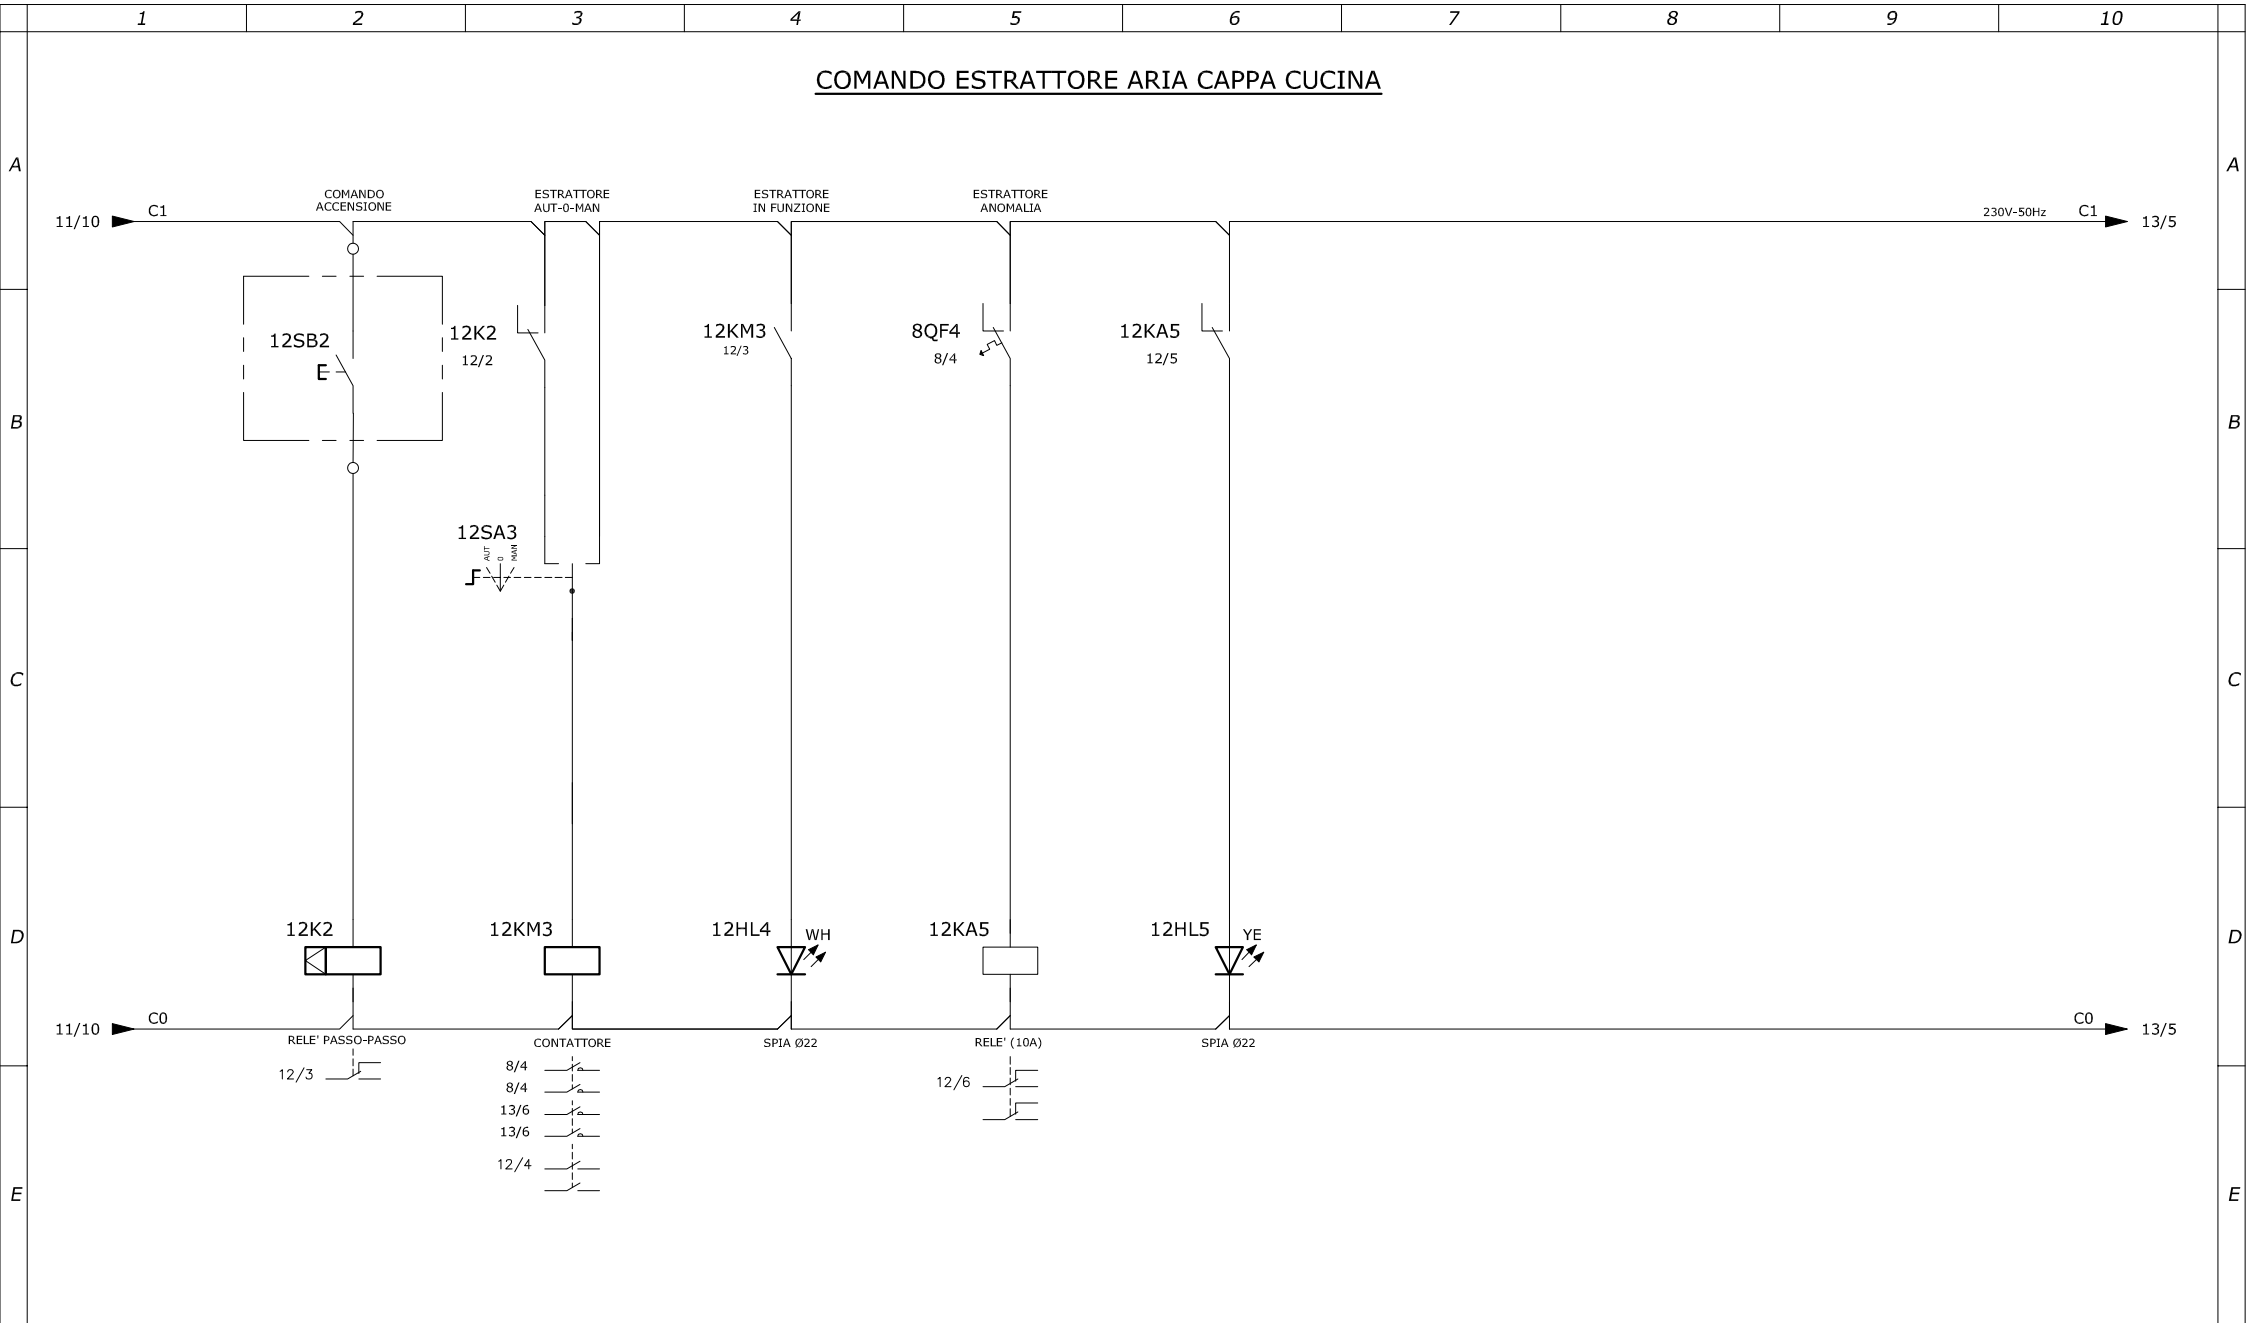 1 2 3 4 5 6 7 8 9 10
COMANDO ESTRATTORE ARIA CAPPA CUCINA
A A
COMANDO
ACCENSIONE
ESTRATTORE
AUT-0-MAN
ESTRATTORE
IN FUNZIONE
ESTRATTORE
ANOMALIA
11/10 C1 230V-50Hz C1 13/5
12SB2
E
12K2
12/2
12KM3
12/3
8QF4
8/4
12KA5
12/5
B B
12SA3
AUT 0 MAN
C C
12K2 12KM3 12HL4 WH 12KA5 12HL5 YE
D D
11/10 C0 C0 13/5
RELE' PASSO-PASSO CONTATTORE SPIA Ø22 RELE' (10A) SPIA Ø22
12/3
8/4
8/4
13/6
13/6
12/4
12/6
E E